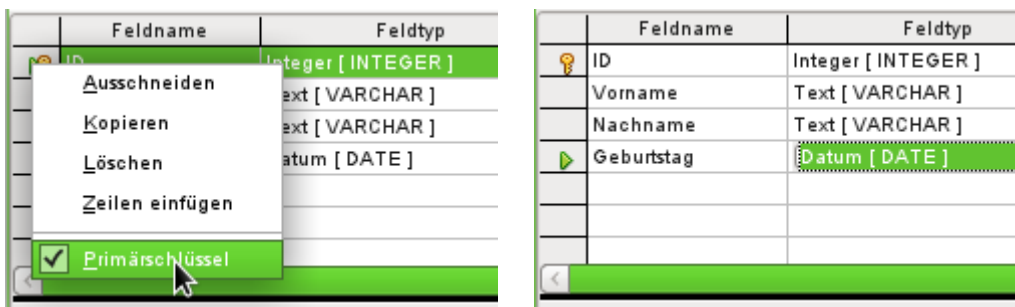 Feldname Feldtyp
ID Integer [ INTEGER ]
Ausschneiden
ext [ VARCHAR ]
Kopieren
ext [ VARCHAR ]
Löschen
atum [ DATE ]
Zeilen einfügen
Primärschlüssel
Feldname Feldtyp
ID Integer [ INTEGER ]
Vorname Text [ VARCHAR ]
Nachname Text [ VARCHAR ]
Geburtstag Datum [ DATE ]